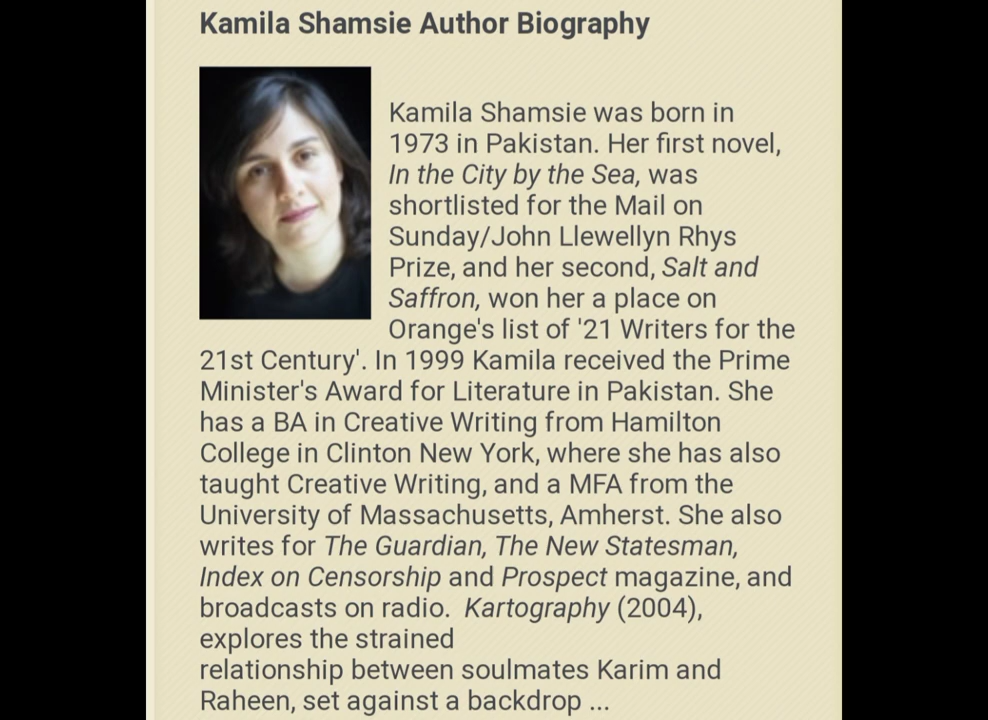 Kamila Shamsie Author Biography
Kamila Shamsie was born in
1973 in Pakistan. Her first novel,
In the City by the Sea, was
shortlisted for the Mail on
Sunday/John Llewellyn Rhys
Prize, and her second, Salt and
Saffron, won her a place on
Orange's list of '21 Writers for the
21st Century'. In 1999 Kamila received the Prime
Minister's Award for Literature in Pakistan. She
has a BA in Creative Writing from Hamilton
College in Clinton New York, where she has also
taught Creative Writing, and a MFA from the
University of Massachusetts, Amherst. She also
writes for The Guardian, The New Statesman,
Index on Censorship and Prospect magazine, and
broadcasts on radio.  Kartography (2004),
explores the strained
relationship between soulmates Karim and
Raheen, set against a backdrop ...